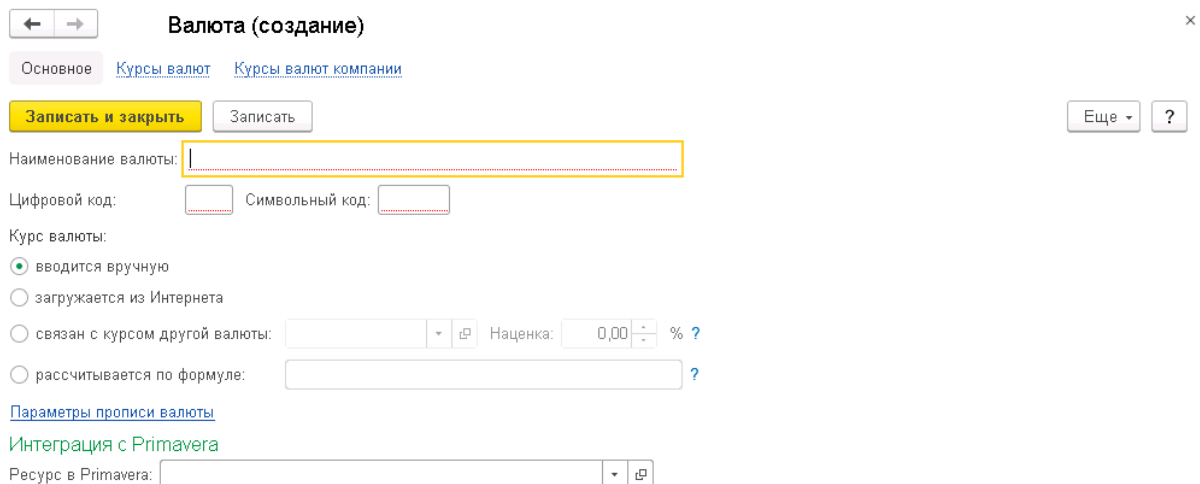 Валюта (создание)
Основное Курсы валют Курсы валют компании
Записать и закрыть Записать Еще ?
Наименование валюты:
Цифровой код: Символьный код:
Курс валюты:
вводится вручную
загружается из Интернета
связан с курсом другой валюты: Наценка: 0,00 % ?
рассчитывается по формуле: ?
Параметры прописи валюты
Интеграция с Primavera
Ресурс в Primavera: